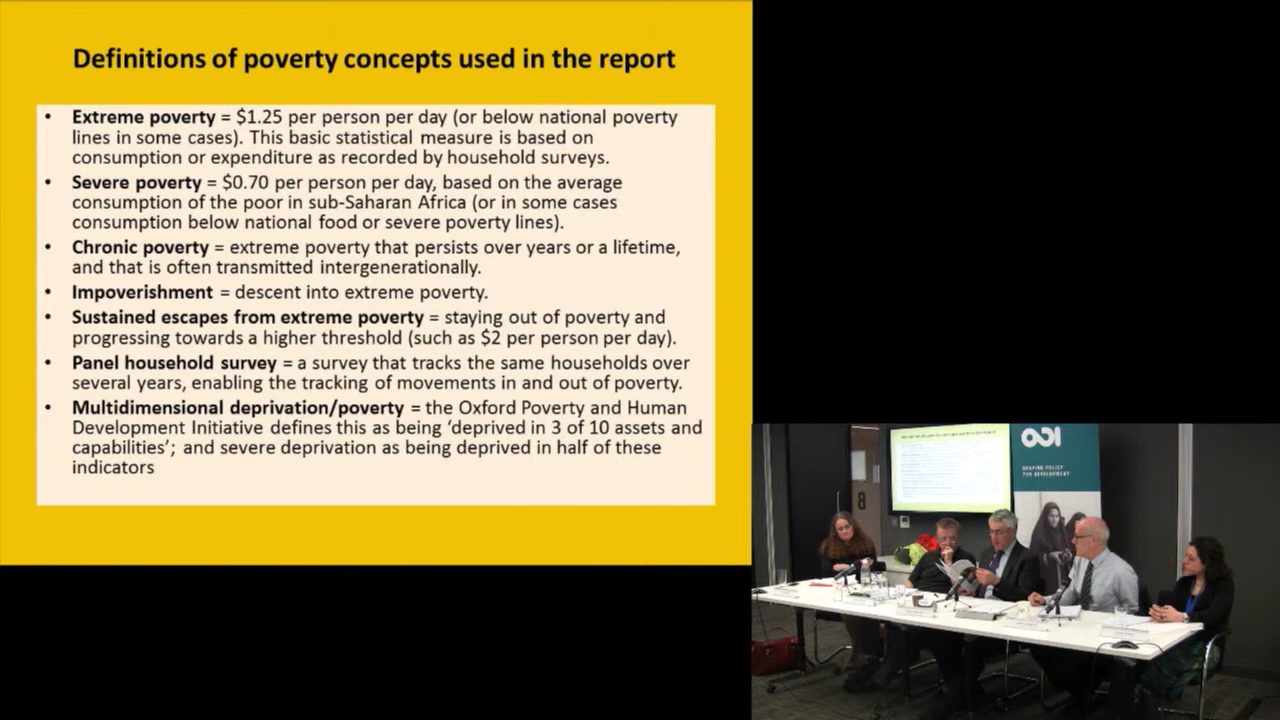 Definitions of poverty concepts used in the report
• Extreme poverty = $1.25 per person per day (or below national poverty
lines in some cases). This basic statistical measure is based on
consumption or expenditure as recorded by household surveys.
• Severe poverty = $0.70 per person per day, based on the average
consumption of the poor in sub-Saharan Africa (or in some cases
consumption below national food or severe poverty lines).
• Chronic poverty = extreme poverty that persists over years or a lifetime,
and that is often transmitted intergenerationally.
• Impoverishment = descent into extreme poverty.
• Sustained escapes from extreme poverty = staying out of poverty and
progressing towards a higher threshold (such as $2 per person per day).
• Panel household survey = a survey that tracks the same households over
several years, enabling the tracking of movements in and out of poverty.
• Multidimensional deprivation/poverty = the Oxford Poverty and Human
Development Initiative defines this as being ‘deprived in 3 of 10 assets and
capabilities’; and severe deprivation as being deprived in half of these
indicators
odi
SHAPING POLICY
FOR DEVELOPMENT